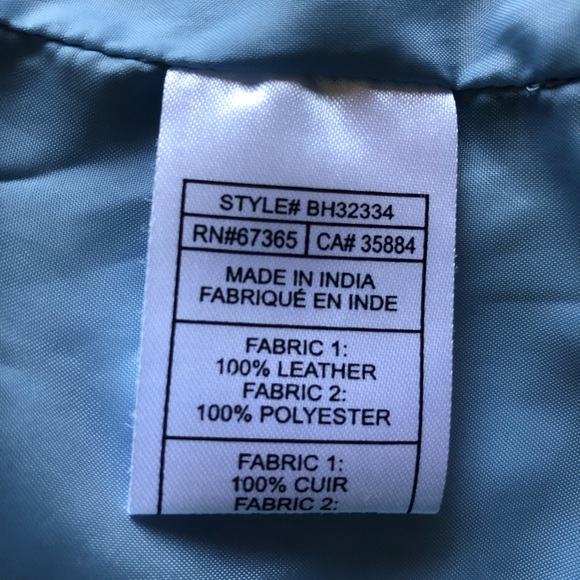 STYLE# BH32334
RN#67365 CA# 35884
MADE IN INDIA
FABRIQUÉ EN INDE
FABRIC 1:
100% LEATHER
FABRIC 2:
100% POLYESTER
FABRIC 1:
100% CUIR
FABRIC 2: